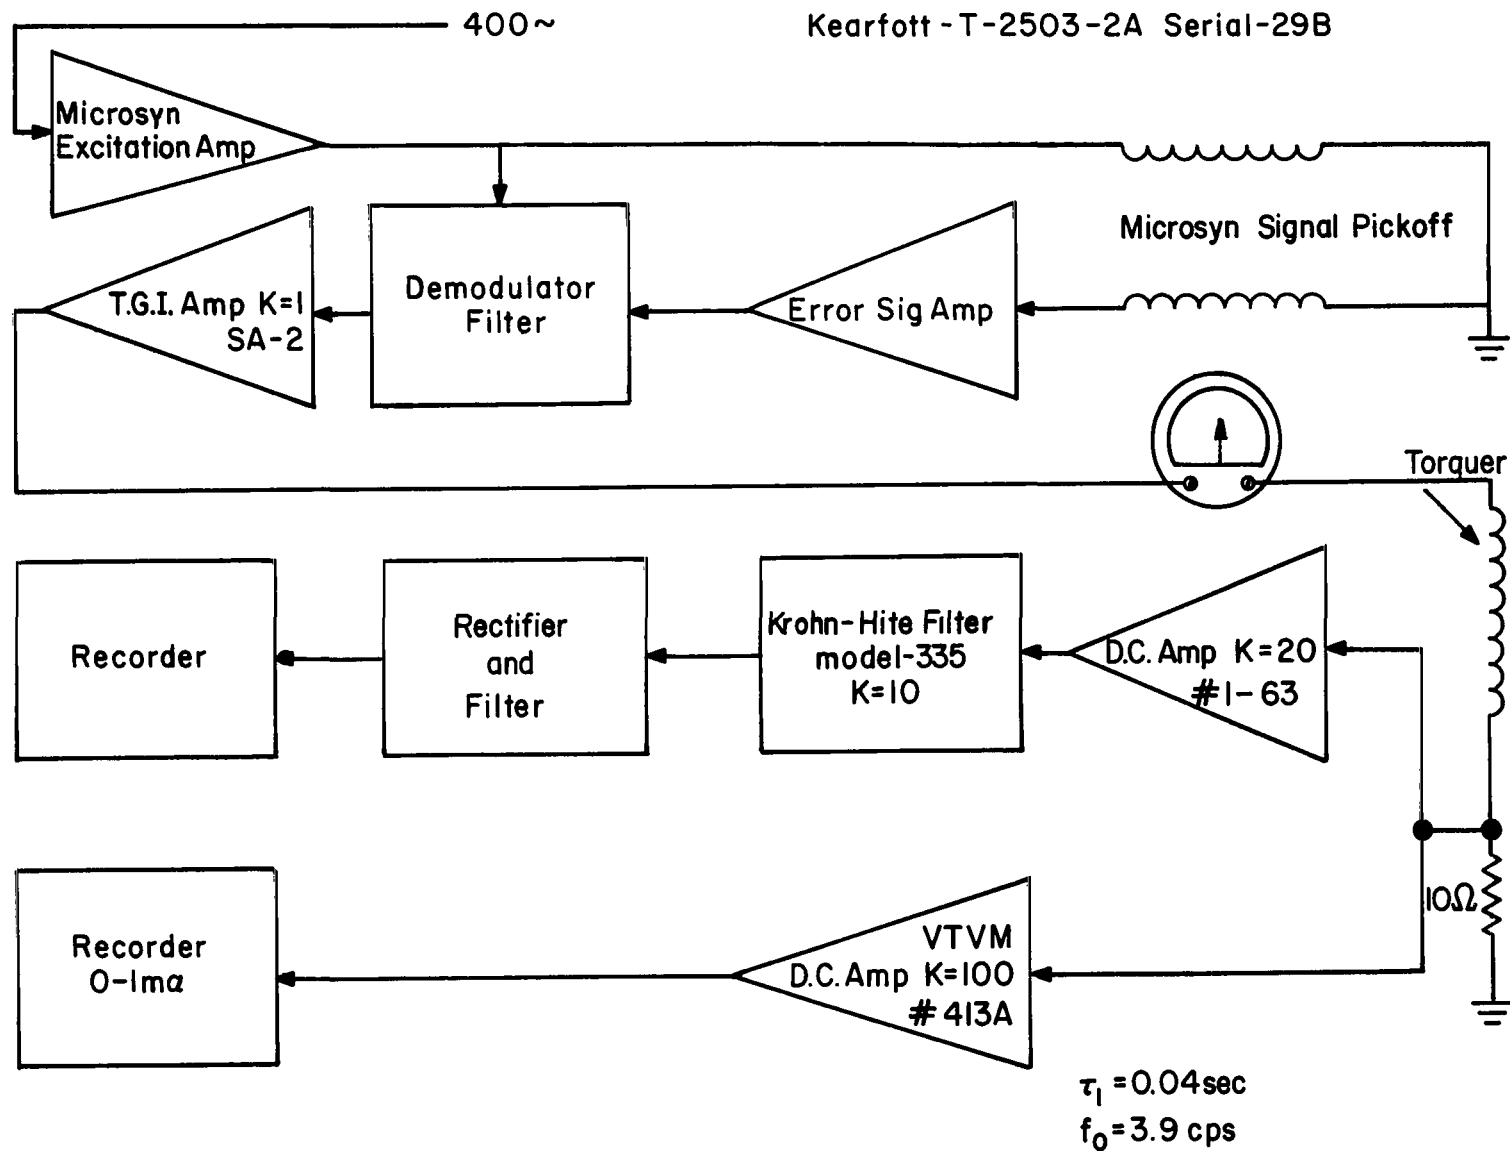 400~
Kearfott-T-2503-2A Serial-29B
Microsyn
Excitation Amp
Microsyn Signal Pickoff
T.G.I. Amp K=1
SA-2
Demodulator
Filter
Error Sig Amp
Torquer
Recorder
Rectifier
and
Filter
Krohn-Hite Filter
model-335
K=10
D.C. Amp K=20
#1-63
10Ω
Recorder
0-1ma
VTVM
D.C. Amp K=100
#413A
τ₁=0.04sec
f₀=3.9 cps